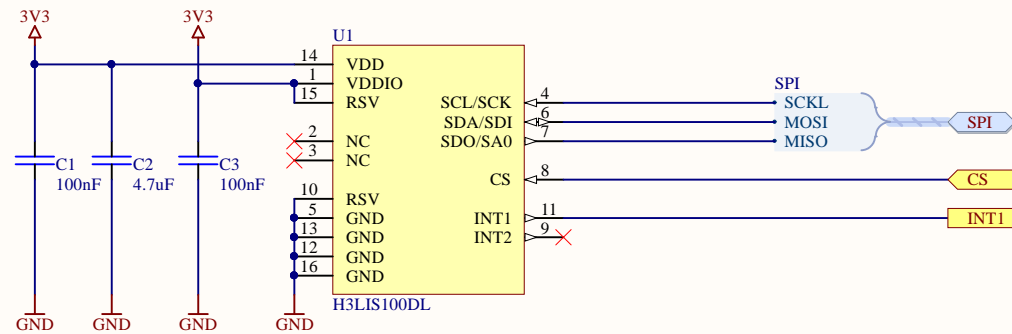 3V3
3V3
U1
14 VDD
1 VDDIO
15 RSV
2 NC
3 NC
10 RSV
5 GND
13 GND
12 GND
16 GND
SCL/SCK 4
SDA/SDI 6
SDO/SA0 7
CS 8
INT1 11
INT2 9
H3LIS100DL
C1
100nF
C2
4.7uF
C3
100nF
GND
GND
GND
SPI
SCKL
MOSI
MISO
SPI
CS
INT1